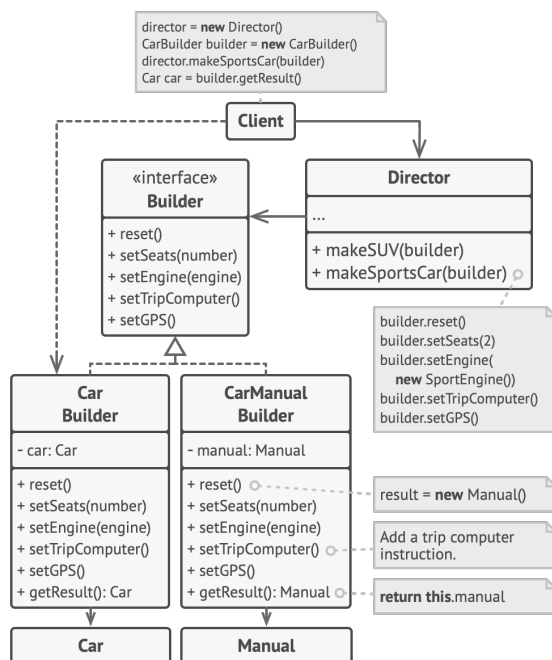 director = new Director()
CarBuilder builder = new CarBuilder()
director.makeSportsCar(builder)
Car car = builder.getResult()
Client
«interface»
Builder
+ reset()
+ setSeats(number)
+ setEngine(engine)
+ setTripComputer()
+ setGPS()
Director
...
+ makeSUV(builder)
+ makeSportsCar(builder)
builder.reset()
builder.setSeats(2)
builder.setEngine(
new SportEngine())
builder.setTripComputer()
builder.setGPS()
Car
Builder
- car: Car
+ reset()
+ setSeats(number)
+ setEngine(engine)
+ setTripComputer()
+ setGPS()
+ getResult(): Car
CarManual
Builder
- manual: Manual
+ reset()
+ setSeats(number)
+ setEngine(engine)
+ setTripComputer()
+ setGPS()
+ getResult(): Manual
result = new Manual()
Add a trip computer
instruction.
return this.manual
Car
Manual